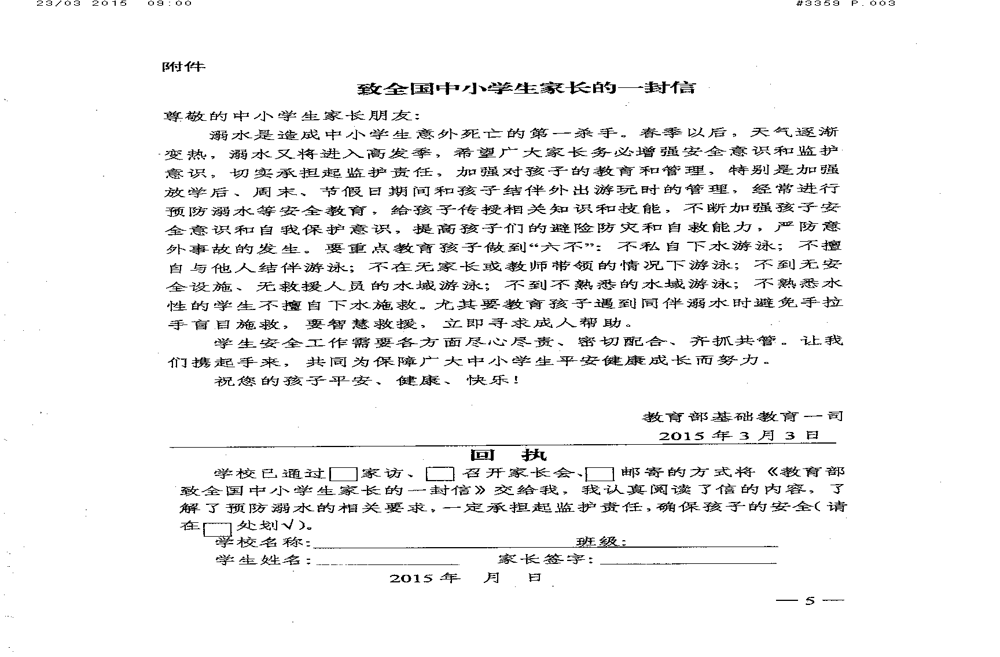 23/03 2015 09:00 #3359 P.003
附件
致全国中小学生家长的一封信
尊敬的中小学生家长朋友：
溺水是造成中小学生意外死亡的第一杀手。春季以后，天气逐渐
变热，溺水又将进入高发季，希望广大家长务必增强安全意识和监护
意识，切实承担起监护责任，加强对孩子的教育和管理，特别是加强
放学后、周末、节假日期间和孩子结伴外出游玩时的管理，经常进行
预防溺水等安全教育，给孩子传授相关知识和技能，不断加强孩子安
全意识和自我保护意识，提高孩子们的避险防灾和自救能力，严防意
外事故的发生。要重点教育孩子做到“六不”：不私自下水游泳；不擅
自与他人结伴游泳；不在无家长或教师带领的情况下游泳；不到无安
全设施、无救援人员的水域游泳；不到不熟悉的水域游泳；不熟悉水
性的学生不擅自下水施救。尤其要教育孩子遇到同伴溺水时避免手拉
手盲目施救，要智慧救援，立即寻求成人帮助。
学生安全工作需要各方面尽心尽责、密切配合、齐抓共管。让我
们携起手来，共同为保障广大中小学生平安健康成长而努力。
祝您的孩子平安、健康、快乐！
教育部基础教育一司
2015年3月3日
回 执
学校已通过□家访、□召开家长会、□邮寄的方式将《教育部
致全国中小学生家长的一封信》交给我，我认真阅读了信的内容，了
解了预防溺水的相关要求，一定承担起监护责任，确保孩子的安全（请
在□处划√）。
学校名称：____ 班级：____
学生姓名：____ 家长签字：____
2015年 月 日
— 5 —